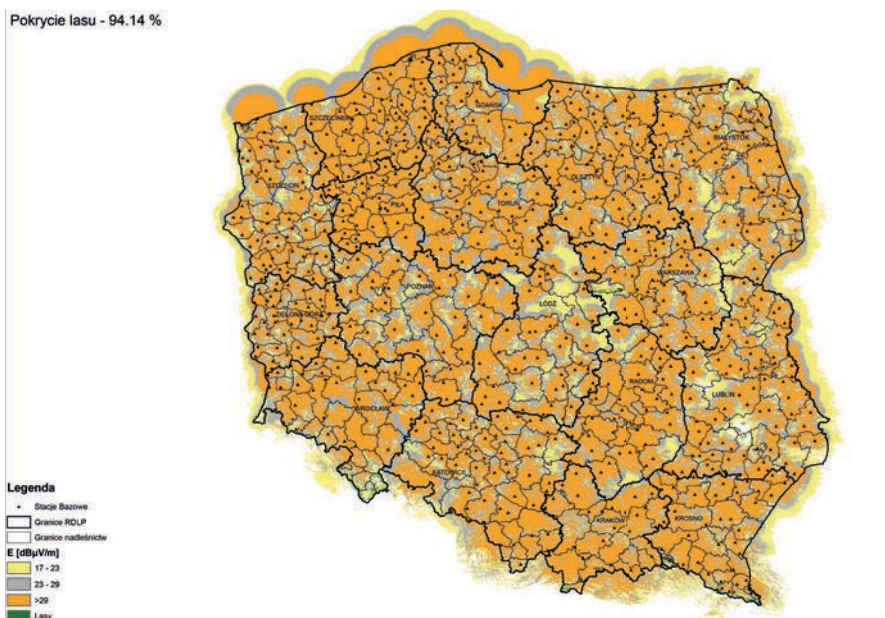 Pokrycie lasu - 94.14 %
GDAŃSK
SZCZECINEK
BIAŁYSTOK
SZCZECIN
OLSZTYN
PIŁA
TORUŃ
WARSZAWA
POZNAŃ
ŁÓDŹ
ZIELONA GÓRA
RADOM
LUBLIN
WROCŁAW
KATOWICE
KRAKÓW
KROSNO
Legenda
Stacje Bazowe
Granice RDLP
Granice nadleśnictw
E [dBµV/m]
17 - 23
23 - 29
>29
Lasy